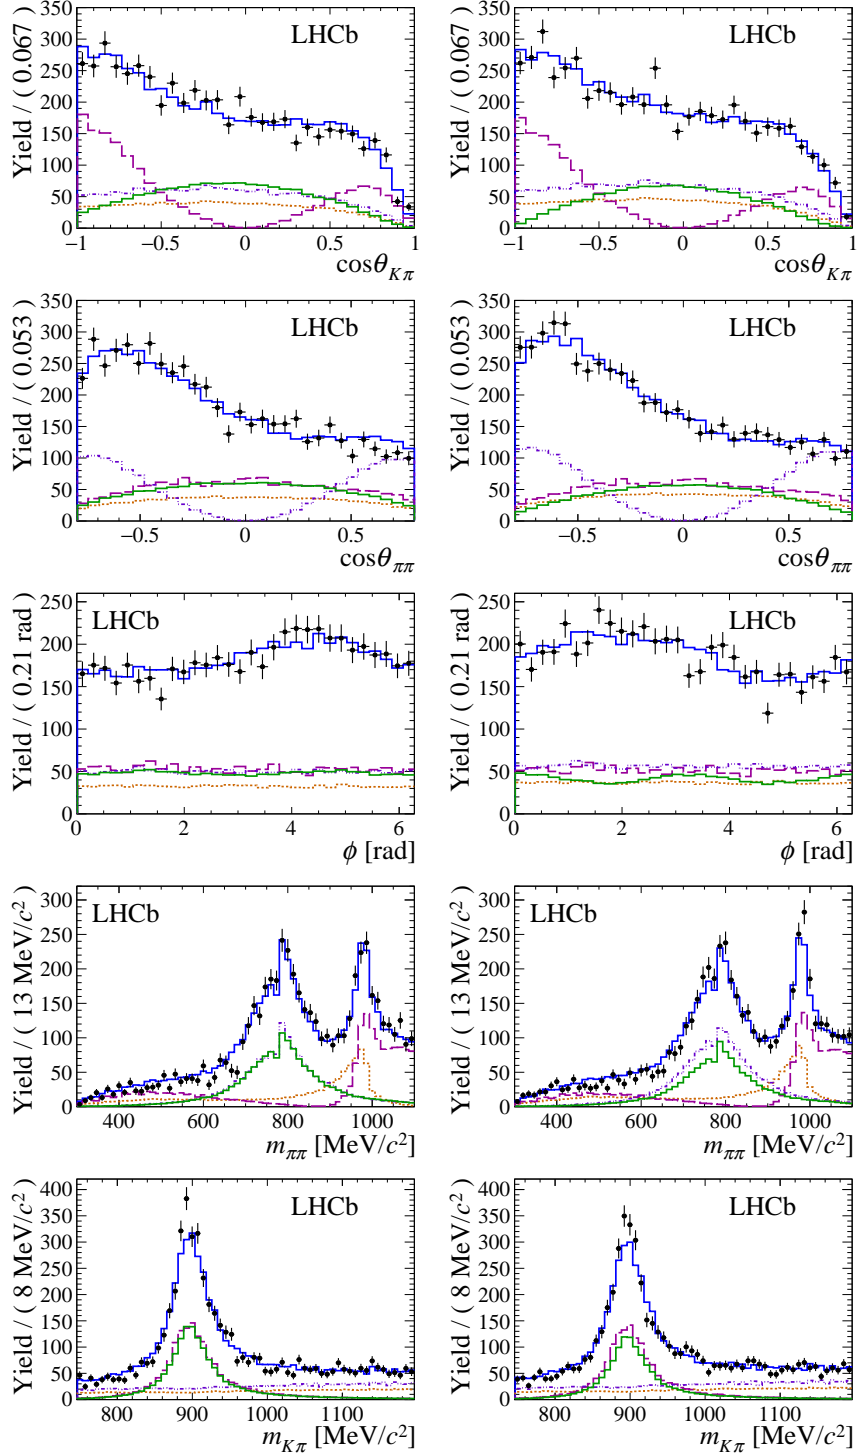 Yield / ( 0.067 )
350
300
250
200
150
100
50
0
LHCb
−1 −0.5 0 0.5 1
cosθKπ
Yield / ( 0.067 )
350
300
250
200
150
100
50
0
LHCb
−1 −0.5 0 0.5 1
cosθKπ
Yield / ( 0.053 )
350
300
250
200
150
100
50
0
LHCb
−0.5 0 0.5
cosθππ
Yield / ( 0.053 )
350
300
250
200
150
100
50
0
LHCb
−0.5 0 0.5
cosθππ
Yield / ( 0.21 rad )
250
200
150
100
50
0
LHCb
0 2 4 6
ϕ [rad]
Yield / ( 0.21 rad )
250
200
150
100
50
0
LHCb
0 2 4 6
ϕ [rad]
Yield / ( 13 MeV/c²)
300
250
200
150
100
50
0
LHCb
400 600 800 1000
mππ [MeV/c²]
Yield / ( 13 MeV/c²)
300
250
200
150
100
50
0
LHCb
400 600 800 1000
mππ [MeV/c²]
Yield / ( 8 MeV/c²)
400
350
300
250
200
150
100
50
0
LHCb
800 900 1000 1100
mKπ [MeV/c²]
Yield / ( 8 MeV/c²)
400
350
300
250
200
150
100
50
0
LHCb
800 900 1000 1100
mKπ [MeV/c²]